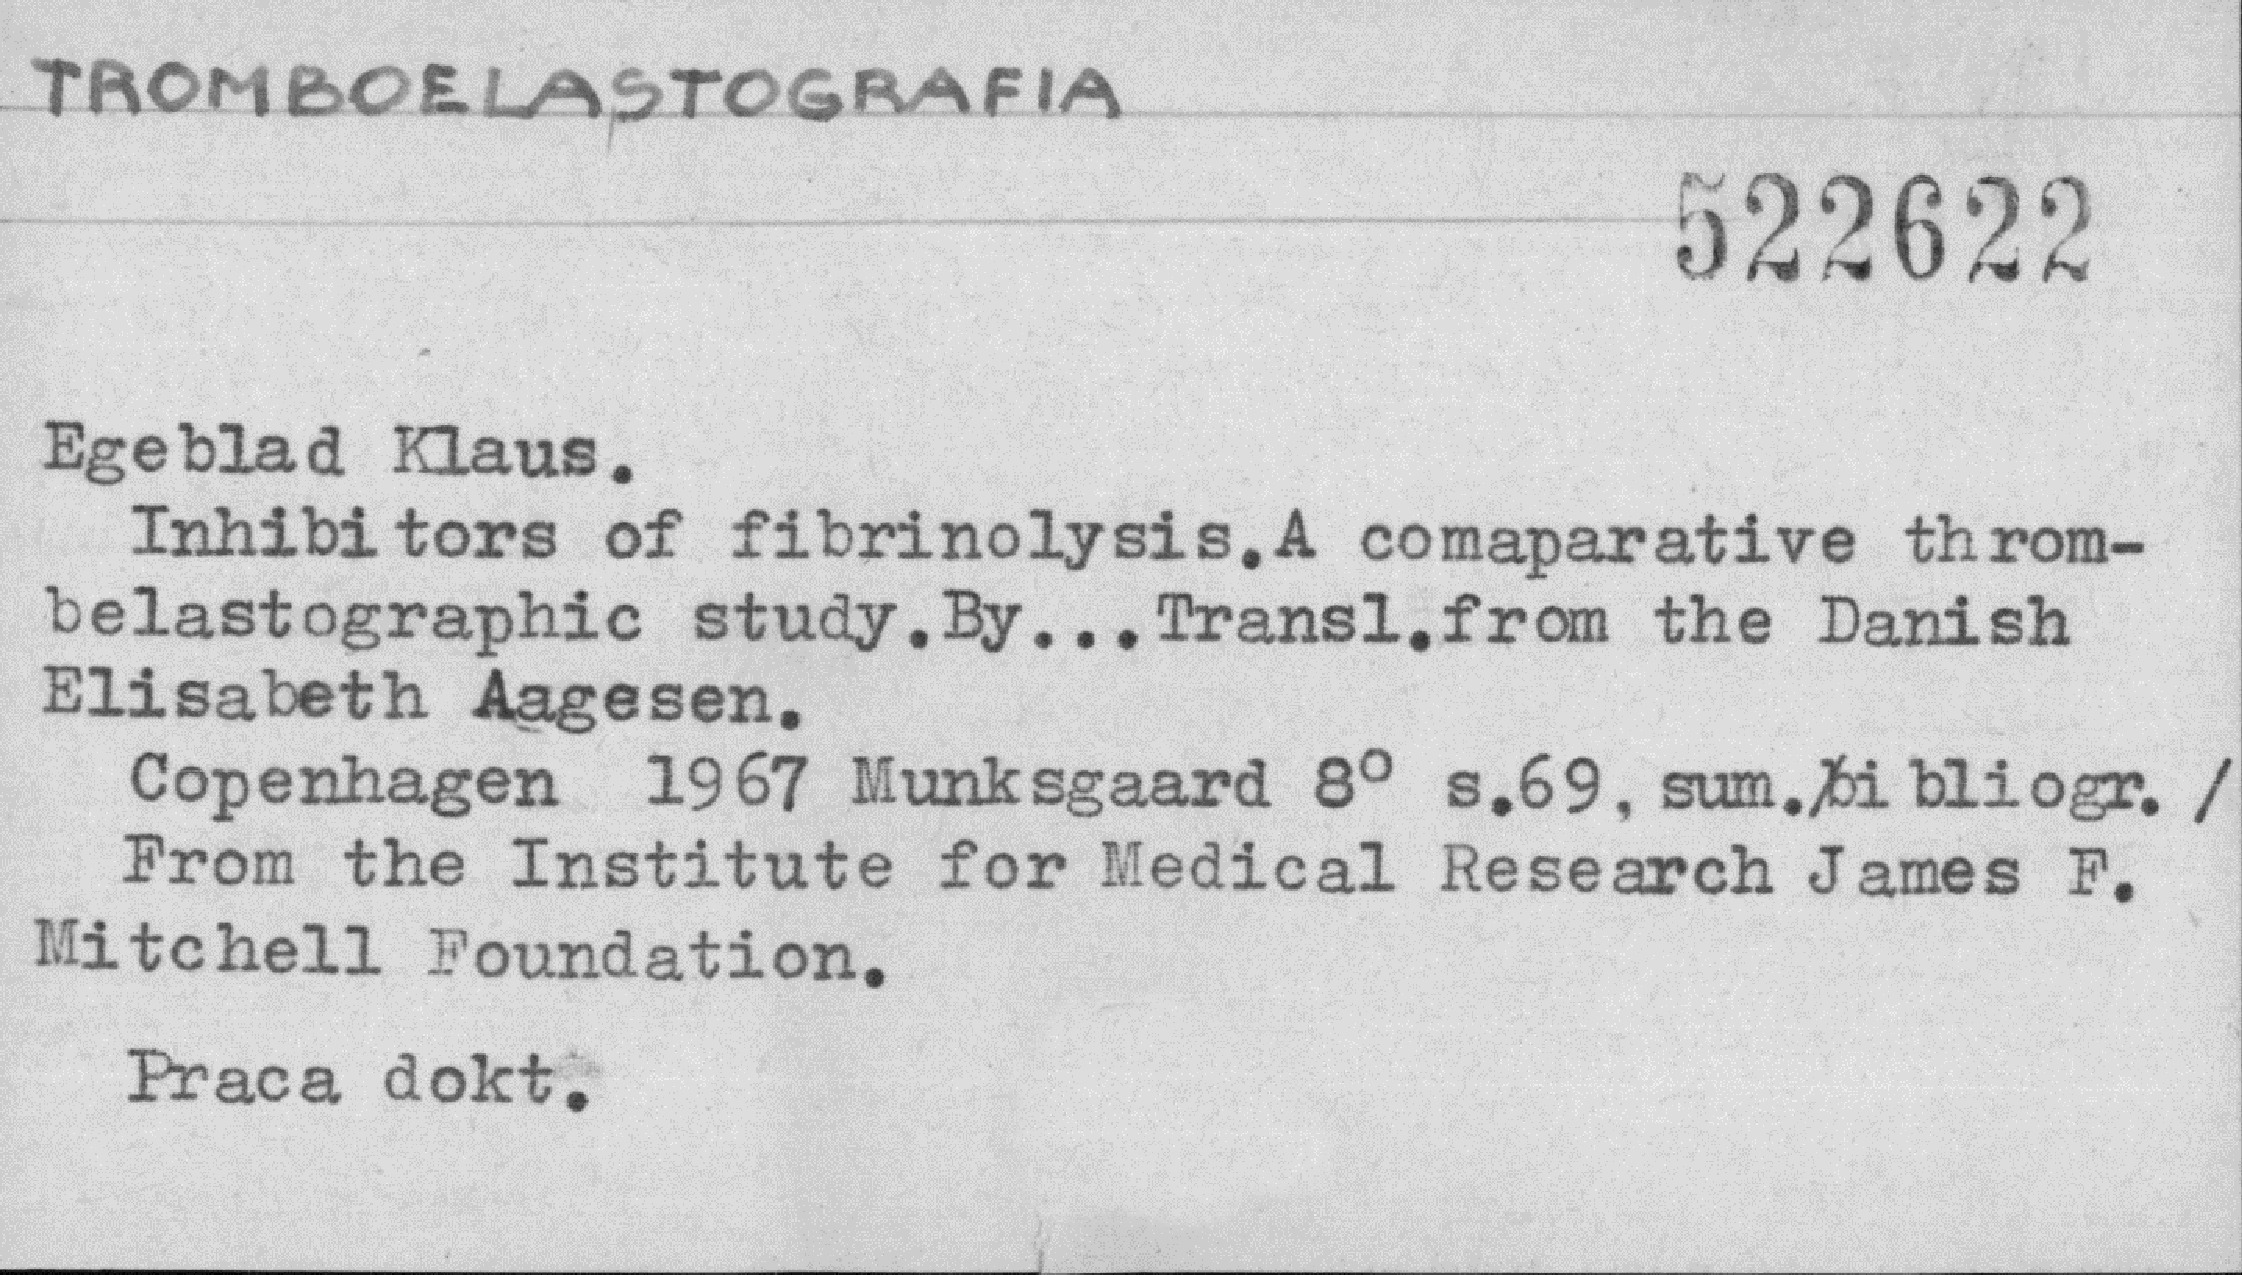 TROMBOELASTOGRAFIA
522622
Egeblad Klaus.
Inhibitors of fibrinolysis.A comaparative throm-
belastographic study.By...Transl.from the Danish
Elisabeth Aagesen.
Copenhagen 1967 Munksgaard 8° s.69, sum./bibliogr./
From the Institute for Medical Research James F.
Mitchell Foundation.
Praca dokt.